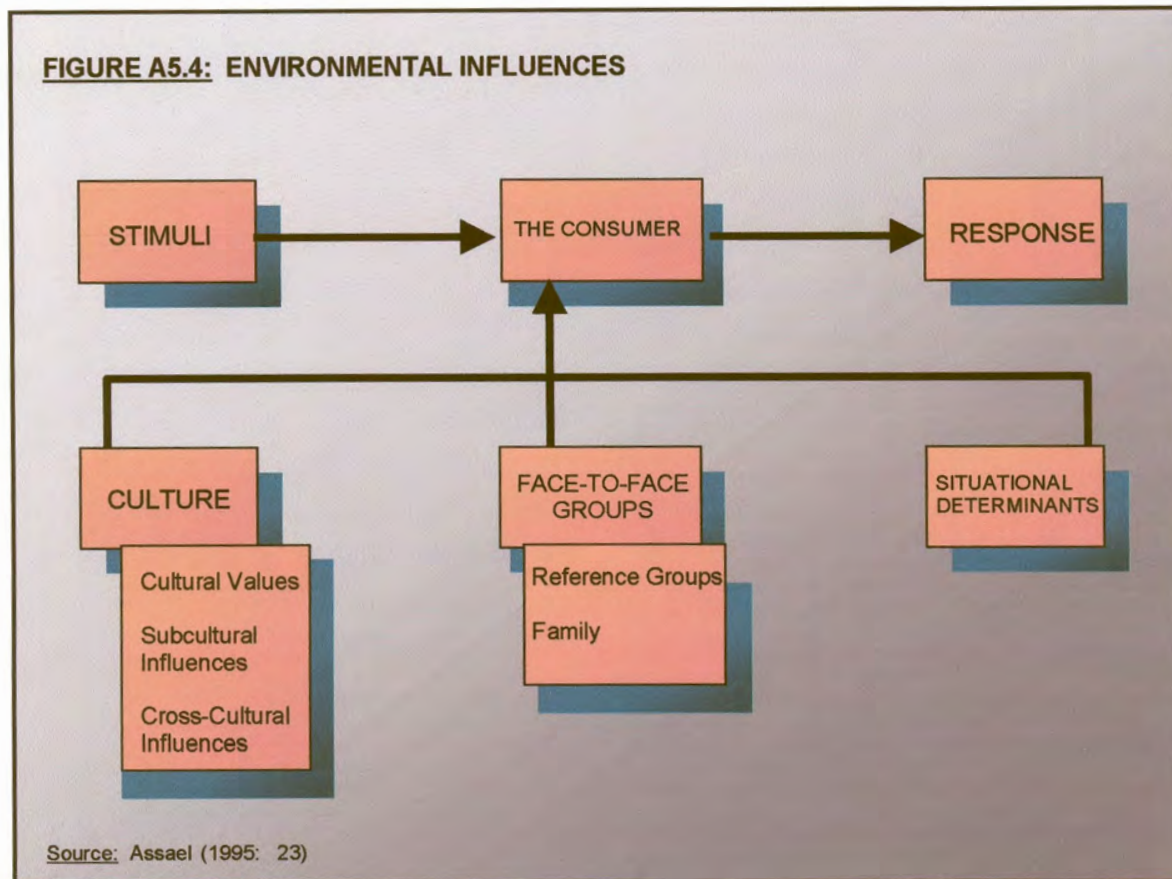 FIGURE A5.4: ENVIRONMENTAL INFLUENCES
STIMULI
THE CONSUMER
RESPONSE
CULTURE
Cultural Values
Subcultural
Influences
Cross-Cultural
Influences
FACE-TO-FACE
GROUPS
Reference Groups
Family
SITUATIONAL
DETERMINANTS
Source: Assael (1995: 23)